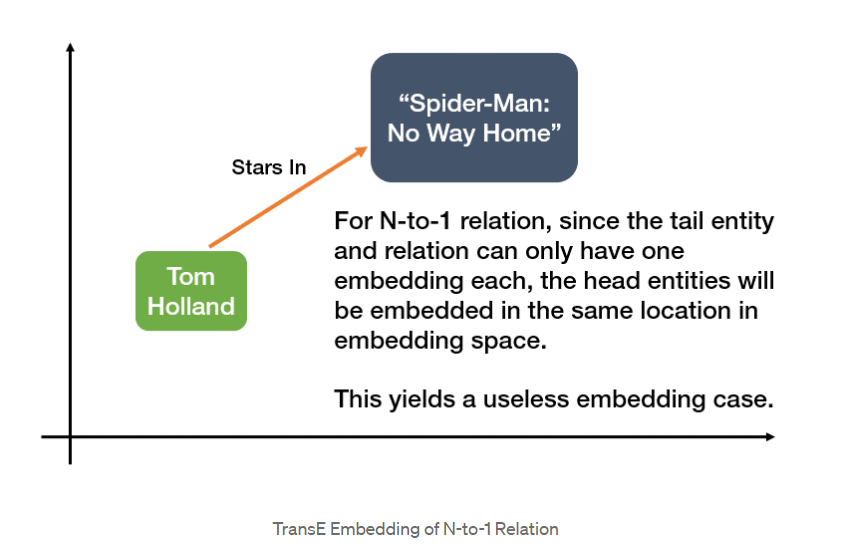 “Spider-Man:
No Way Home”
Stars In
Tom
Holland
For N-to-1 relation, since the tail entity
and relation can only have one
embedding each, the head entities will
be embedded in the same location in
embedding space.
This yields a useless embedding case.
TransE Embedding of N-to-1 Relation